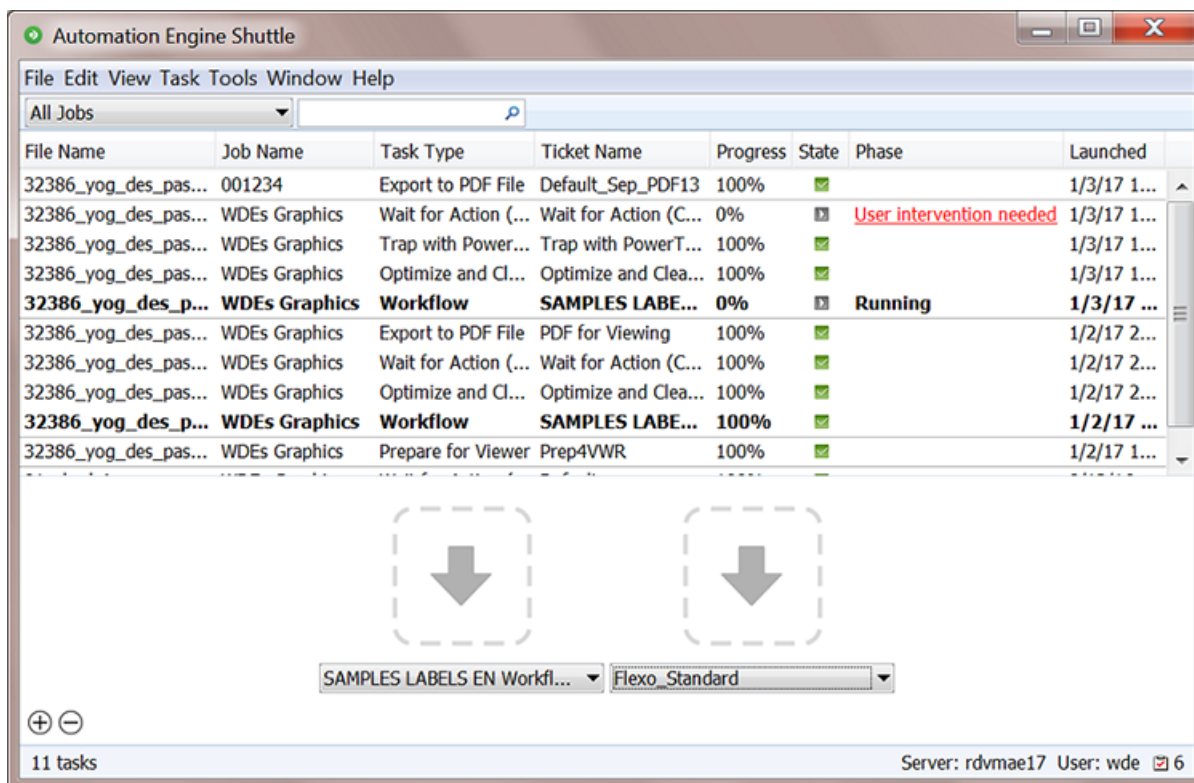 Automation Engine Shuttle
File Edit View Task Tools Window Help
All Jobs
File Name Job Name Task Type Ticket Name Progress State Phase Launched
32386_yog_des_pas... 001234 Export to PDF File Default_Sep_PDF13 100% 1/3/17 1...
32386_yog_des_pas... WDEs Graphics Wait for Action (... Wait for Action (C... 0% User intervention needed 1/3/17 1...
32386_yog_des_pas... WDEs Graphics Trap with Power... Trap with PowerT... 100% 1/3/17 1...
32386_yog_des_pas... WDEs Graphics Optimize and Cl... Optimize and Clea... 100% 1/3/17 1...
32386_yog_des_p... WDEs Graphics Workflow SAMPLES LABE... 0% Running 1/3/17 ...
32386_yog_des_pas... WDEs Graphics Export to PDF File PDF for Viewing 100% 1/2/17 2...
32386_yog_des_pas... WDEs Graphics Wait for Action (... Wait for Action (C... 100% 1/2/17 2...
32386_yog_des_pas... WDEs Graphics Optimize and Cl... Optimize and Clea... 100% 1/2/17 2...
32386_yog_des_p... WDEs Graphics Workflow SAMPLES LABE... 100% 1/2/17 ...
32386_yog_des_pas... WDEs Graphics Prepare for Viewer Prep4VWR 100% 1/2/17 1...
SAMPLES LABELS EN Workfl... Flexo_Standard
11 tasks Server: rdvmae17 User: wde 6